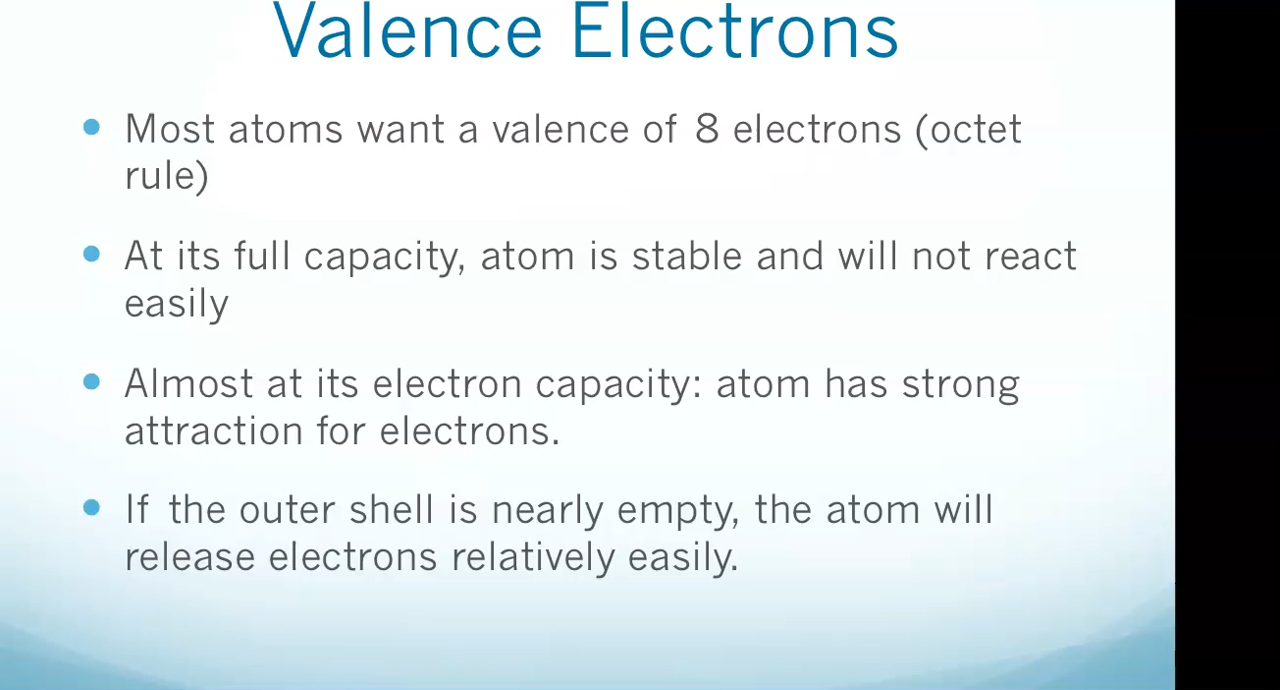 Valence Electrons
• Most atoms want a valence of 8 electrons (octet
rule)
• At its full capacity, atom is stable and will not react
easily
• Almost at its electron capacity: atom has strong
attraction for electrons.
• If the outer shell is nearly empty, the atom will
release electrons relatively easily.